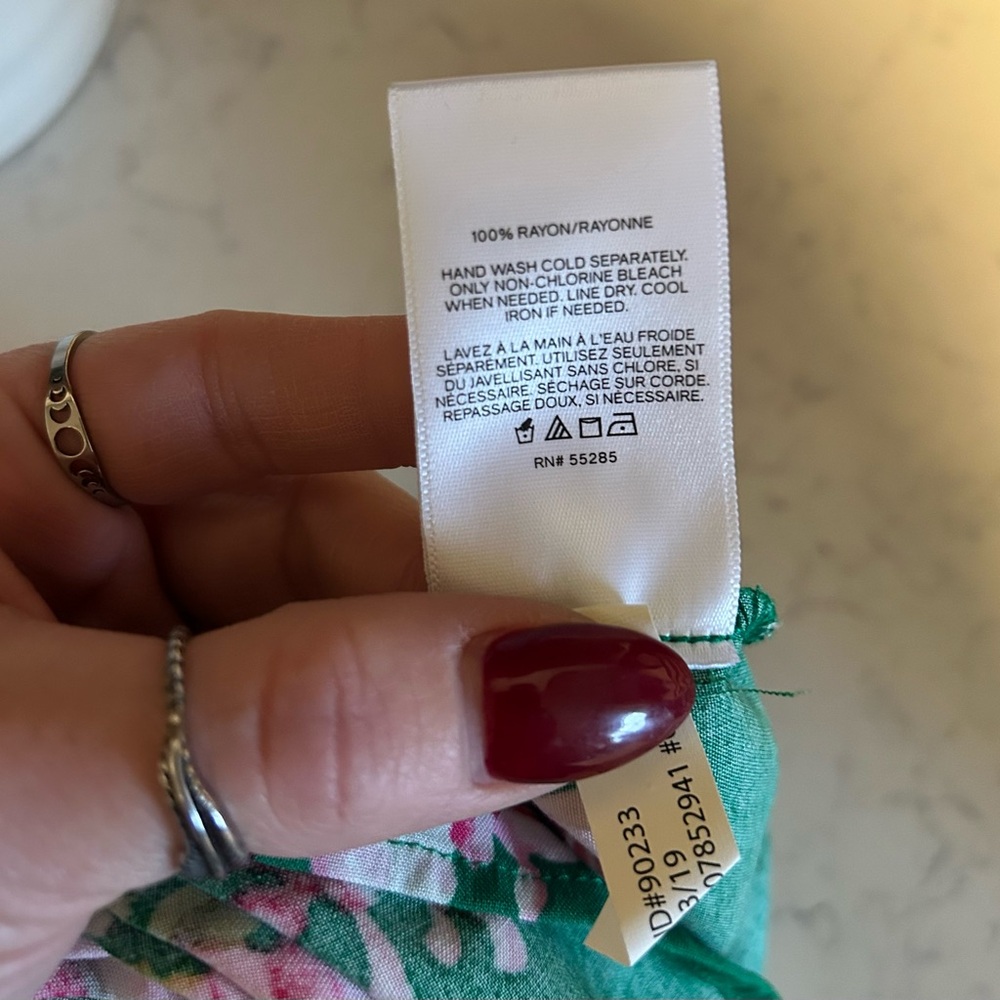 100% RAYON/RAYONNE
HAND WASH COLD SEPARATELY.
ONLY NON-CHLORINE BLEACH
WHEN NEEDED. LINE DRY. COOL
IRON IF NEEDED.
LAVEZ À LA MAIN À L'EAU FROIDE
SÉPARÉMENT. UTILISEZ SEULEMENT
DU JAVELLISANT SANS CHLORE, SI
NÉCESSAIRE. SÉCHAGE SUR CORDE.
REPASSAGE DOUX, SI NÉCESSAIRE.
RN# 55285
ID#90233
3/19
07852941 #